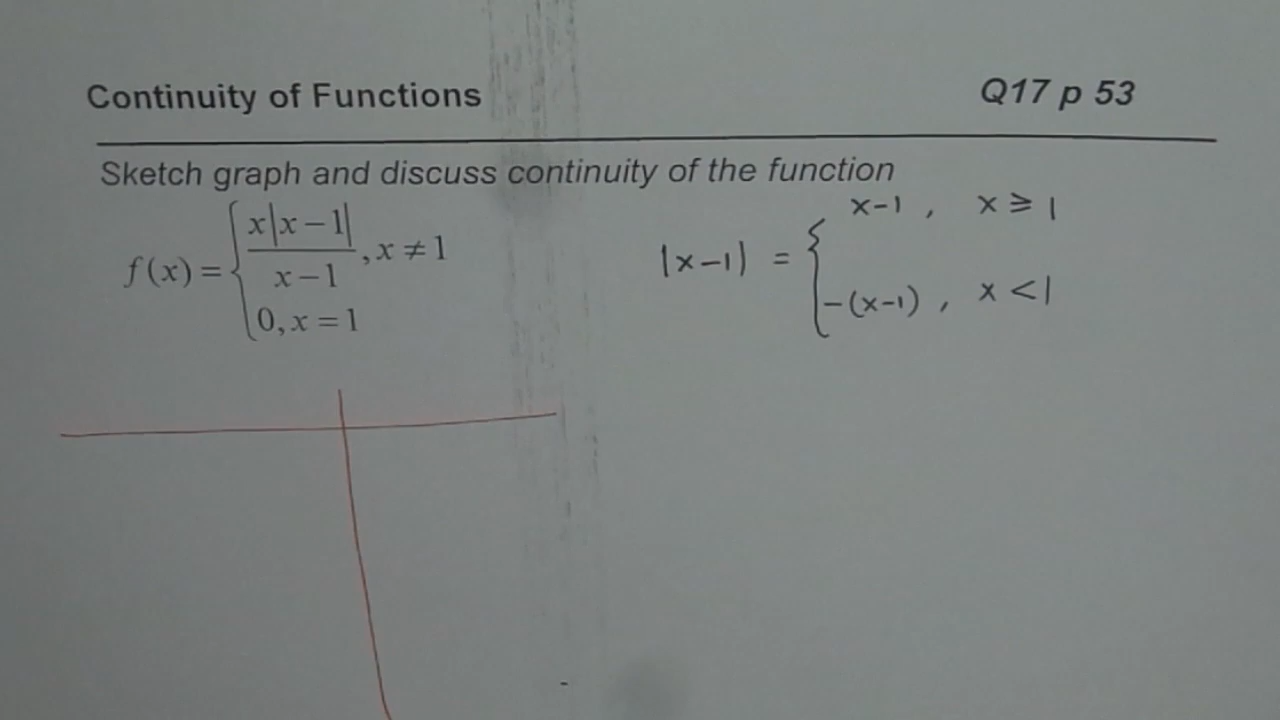 Continuity of Functions Q17 p 53
Sketch graph and discuss continuity of the function
f(x) = { x|x − 1| / x − 1 , x ≠ 1
0, x = 1
|x-1| = { x-1 , x ≥ 1
-(x-1) , x < 1